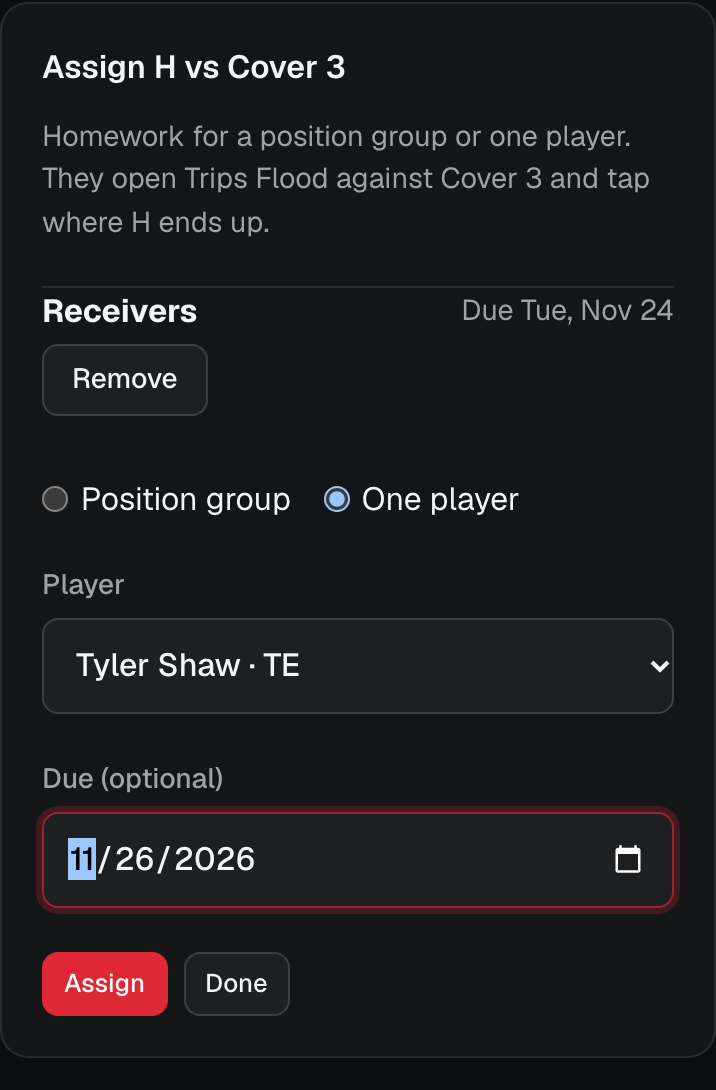 Assign H vs Cover 3
Homework for a position group or one player.
They open Trips Flood against Cover 3 and tap
where H ends up.
Receivers
Due Tue, Nov 24
Remove
Position group
One player
Player
Tyler Shaw · TE
Due (optional)
11/26/2026
Assign
Done